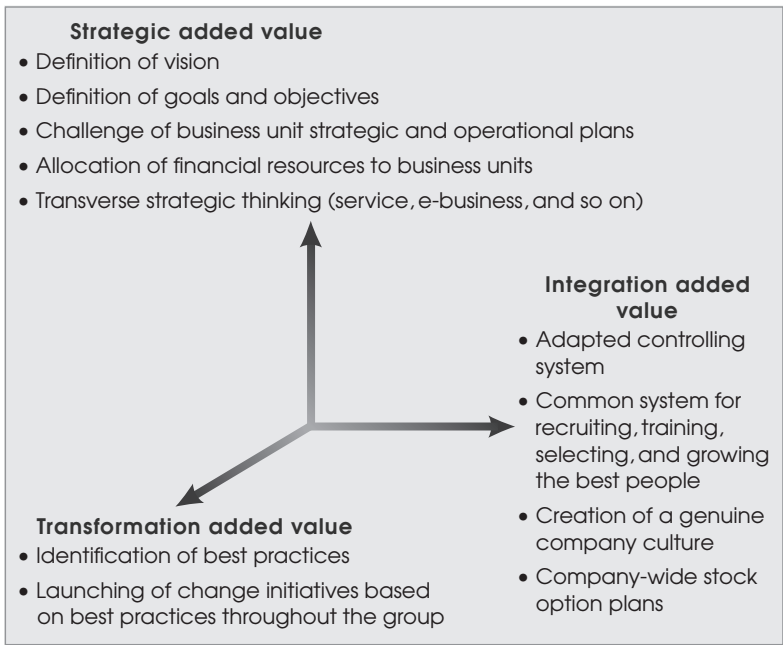 Strategic added value
• Definition of vision
• Definition of goals and objectives
• Challenge of business unit strategic and operational plans
• Allocation of financial resources to business units
• Transverse strategic thinking (service, e-business, and so on)
Integration added
value
• Adapted controlling
system
• Common system for
recruiting, training,
selecting, and growing
the best people
• Creation of a genuine
company culture
• Company-wide stock
option plans
Transformation added value
• Identification of best practices
• Launching of change initiatives based
on best practices throughout the group